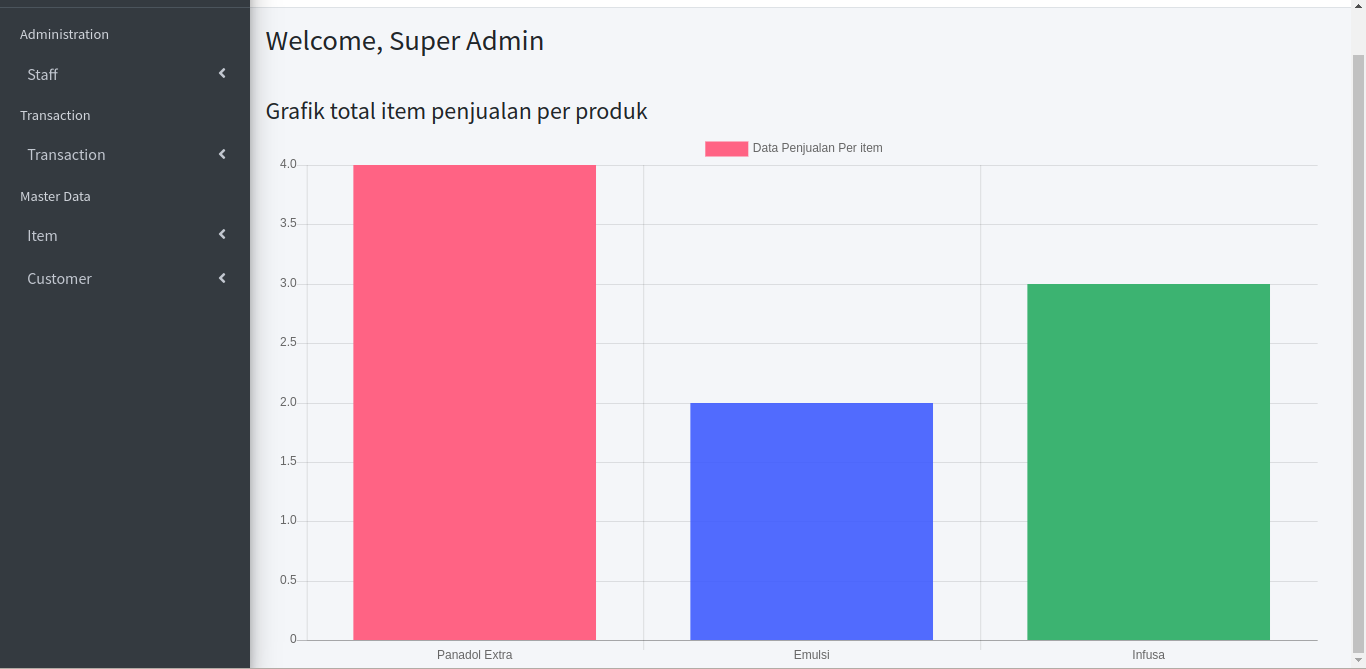 Administration
Staff
Transaction
Transaction
Master Data
Item
Customer
Welcome, Super Admin
Grafik total item penjualan per produk
Data Penjualan Per item
4.0
3.5
3.0
2.5
2.0
1.5
1.0
0.5
0
Panadol Extra
Emulsi
Infusa